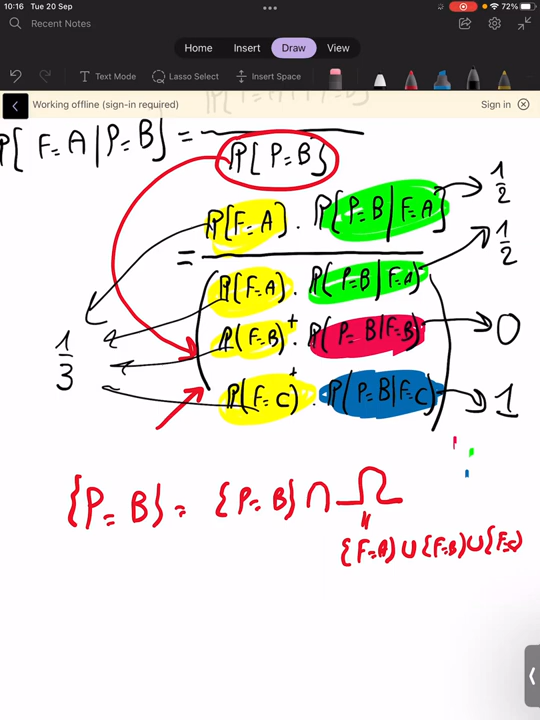 10:16 Tue 20 Sep
72%
Recent Notes
Home Insert Draw View
Text Mode Lasso Select Insert Space
Working offline (sign-in required) Sign in
P[F=A|P=B] =
P[P=B]
= P[F=A] · P[P=B|F=A] 1/2
P[F=A] · P[P=B|F=A] 1/2
+
P(F=B) · P(P=B|F=B) 0
1/3
+
P(F=C) · P(P=B|F=C) 1
{P=B} = {P=B} ∩ Ω
"
{F=A} ∪ {F=B} ∪ {F=C}